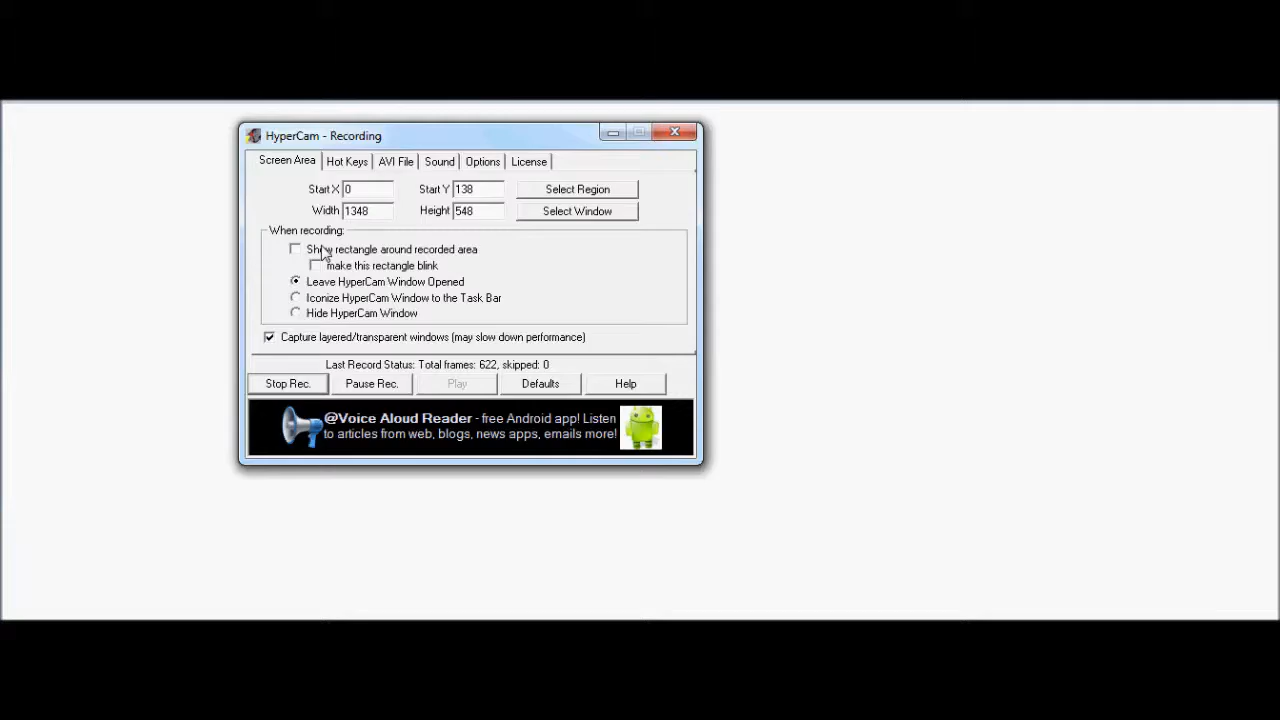 HyperCam - Recording
Screen Area Hot Keys AVI File Sound Options License
Start X 0 Start Y 138 Select Region
Width 1348 Height 548 Select Window
When recording:
Show rectangle around recorded area
make this rectangle blink
Leave HyperCam Window Opened
Iconize HyperCam Window to the Task Bar
Hide HyperCam Window
Capture layered/transparent windows (may slow down performance)
Last Record Status: Total frames: 622, skipped: 0
Stop Rec. Pause Rec. Play Defaults Help
@Voice Aloud Reader - free Android app! Listen
to articles from web, blogs, news apps, emails more!